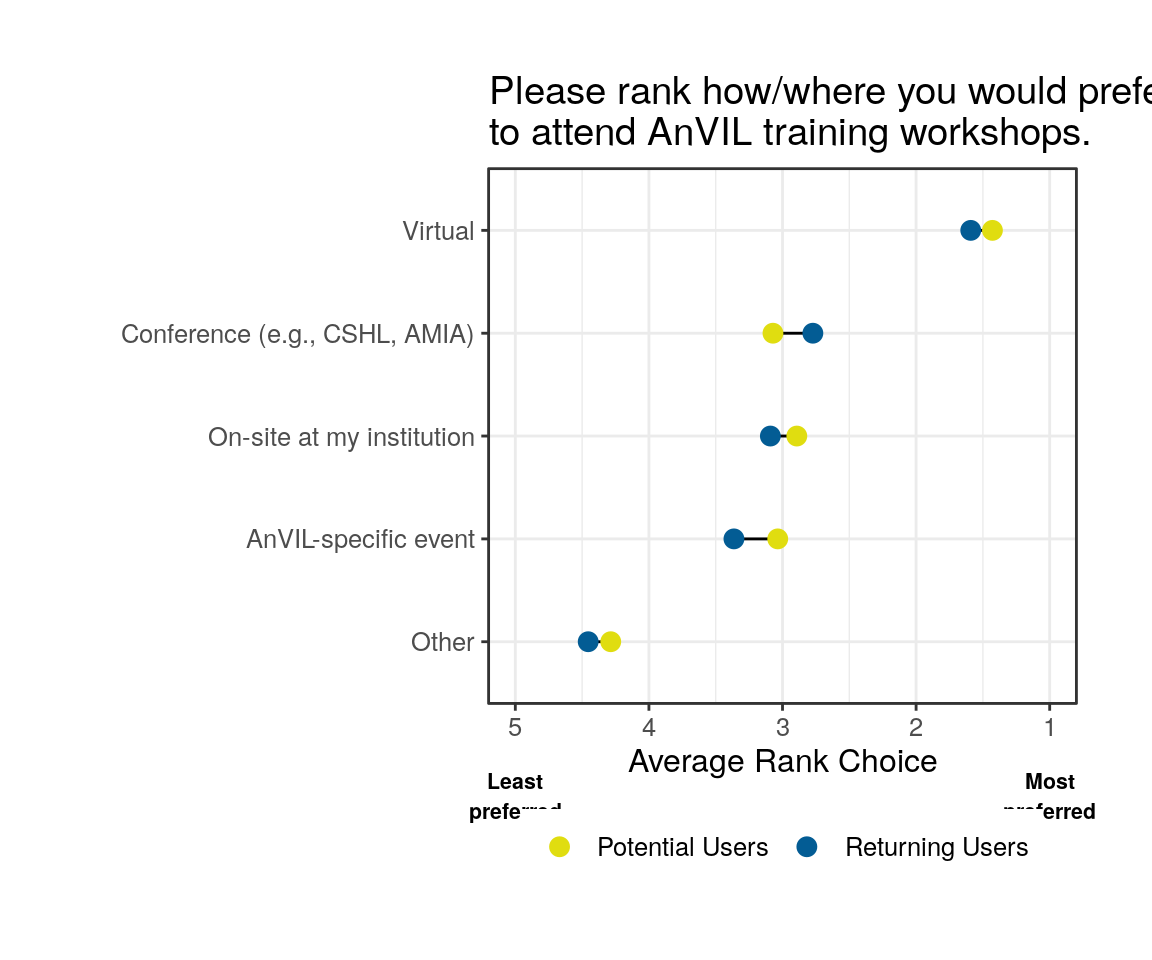 Please rank how/where you would prefe
to attend AnVIL training workshops.
Virtual
Conference (e.g., CSHL, AMIA)
On-site at my institution
AnVIL-specific event
Other
5 4 3 2 1
Average Rank Choice
Least
preferred
Most
preferred
Potential Users
Returning Users